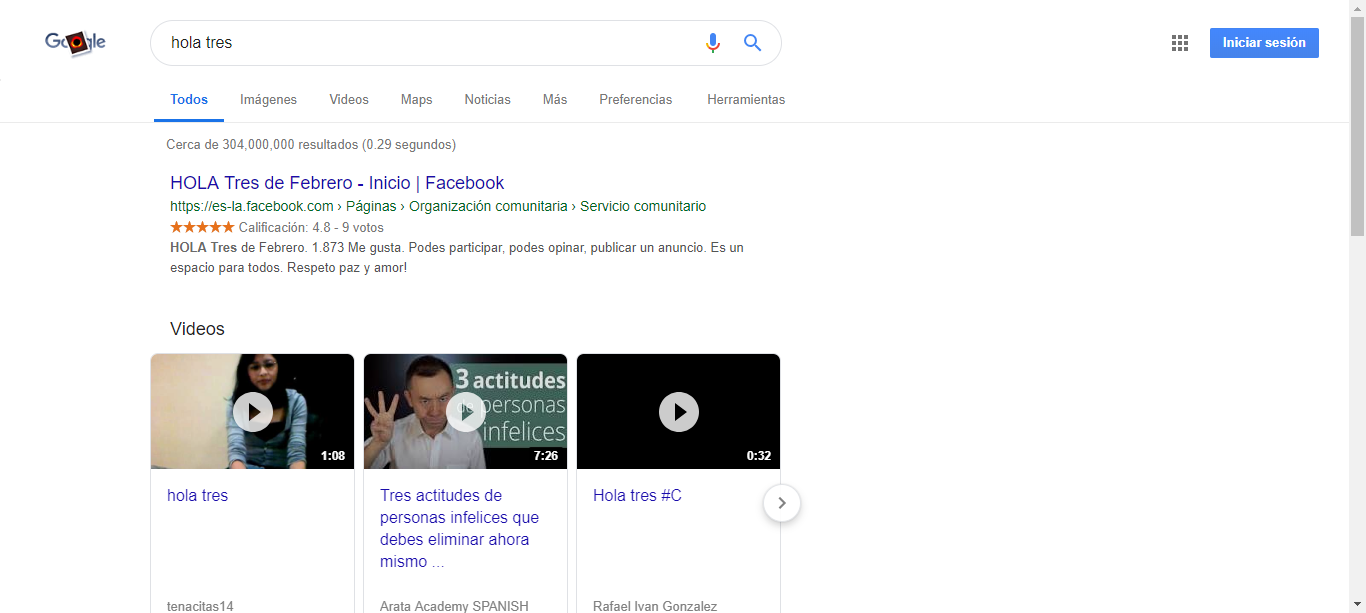 Google
hola tres
Iniciar sesión
Todos Imágenes Videos Maps Noticias Más Preferencias Herramientas
Cerca de 304,000,000 resultados (0.29 segundos)
HOLA Tres de Febrero - Inicio | Facebook
https://es-la.facebook.com › Páginas › Organización comunitaria › Servicio comunitario
★★★★★ Calificación: 4.8 - 9 votos
HOLA Tres de Febrero. 1.873 Me gusta. Podes participar, podes opinar, publicar un anuncio. Es un
espacio para todos. Respeto paz y amor!
Videos
1:08
hola tres
tenacitas14
3 actitudes
de personas
infelices
7:26
Tres actitudes de
personas infelices que
debes eliminar ahora
mismo ...
Arata Academy SPANISH
0:32
Hola tres #C
Rafael Ivan Gonzalez